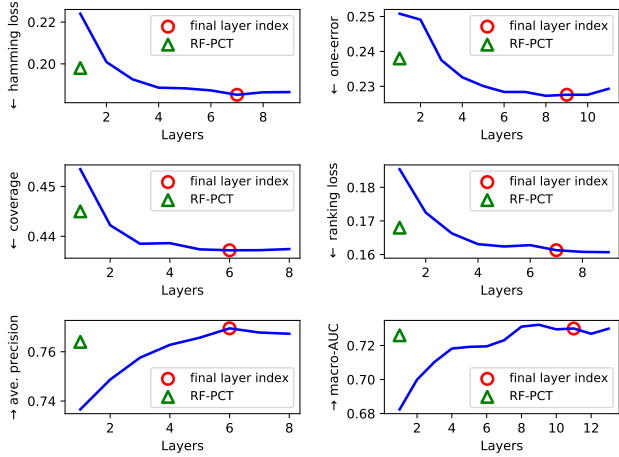 ← hamming loss
0.22
0.20
2 4 6 8
Layers
final layer index
RF-PCT
← one-error
0.25
0.24
0.23
2 4 6 8 10
Layers
final layer index
RF-PCT
← coverage
0.45
0.44
2 4 6 8
Layers
final layer index
RF-PCT
← ranking loss
0.18
0.17
0.16
2 4 6 8
Layers
final layer index
RF-PCT
→ ave. precision
0.76
0.74
2 4 6 8
Layers
final layer index
RF-PCT
→ macro-AUC
0.72
0.70
0.68
2 4 6 8 10 12
Layers
final layer index
RF-PCT